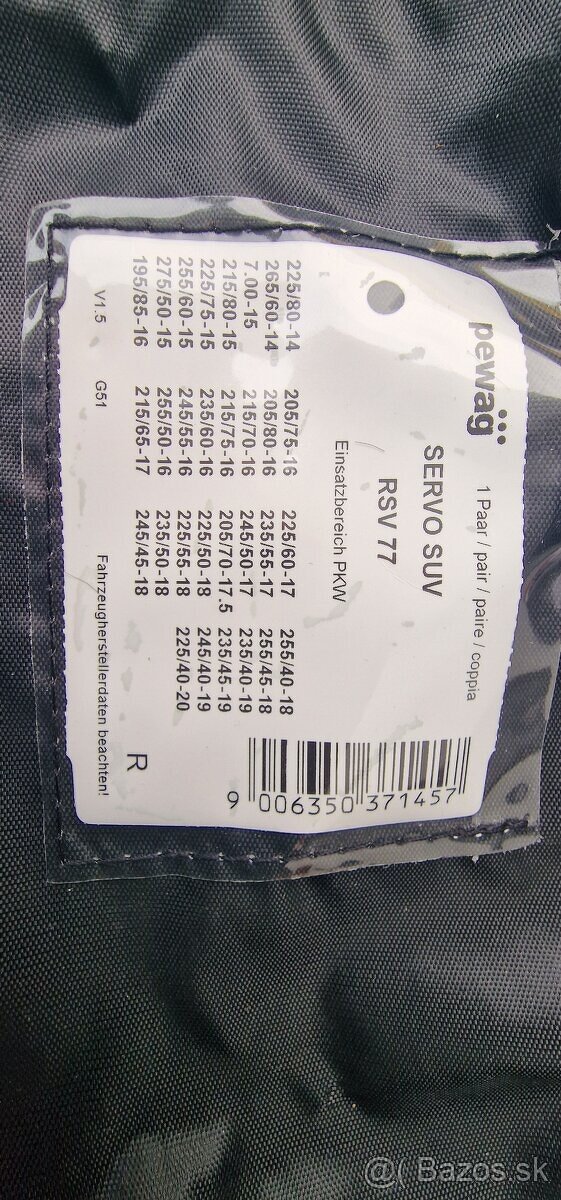 pewag
1 Paar / pair / paire / coppia
SERVO SUV
RSV 77
Einsatzbereich PKW
225/80-14 205/75-16 225/60-17 255/40-18
265/60-14 205/80-16 235/55-17 255/45-18
7.00-15 215/70-16 245/50-17 235/40-19
215/80-15 215/75-16 205/70-17.5 235/45-19
225/75-15 235/60-16 225/50-18 245/40-19
255/60-15 245/55-16 225/55-18 225/40-20
275/50-15 255/50-16 235/50-18
195/85-16 215/65-17 245/45-18
R
V1.5 G51 Fahrzeugherstellerdaten beachten!
9 006350 371457
@( Bazos.sk